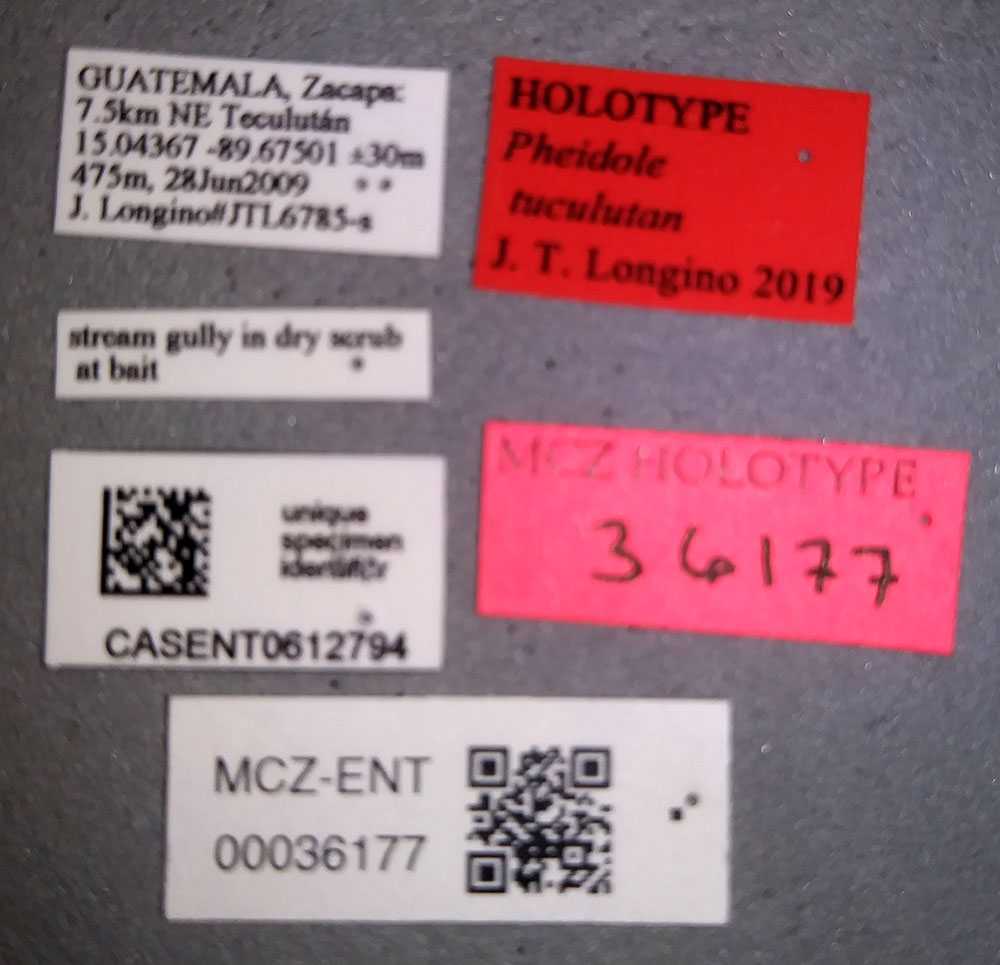 GUATEMALA, Zacapa:
7.5km NE Teculután
15.04367 -89.67501 ±30m
475m, 28Jun2009
J. Longino#JTL6785-s
HOLOTYPE
Pheidole
tuculutan
J. T. Longino 2019
stream gully in dry scrub
at bait
unique
specimen
identifier
CASENT0612794
MCZ HOLOTYPE
36177
MCZ-ENT
00036177